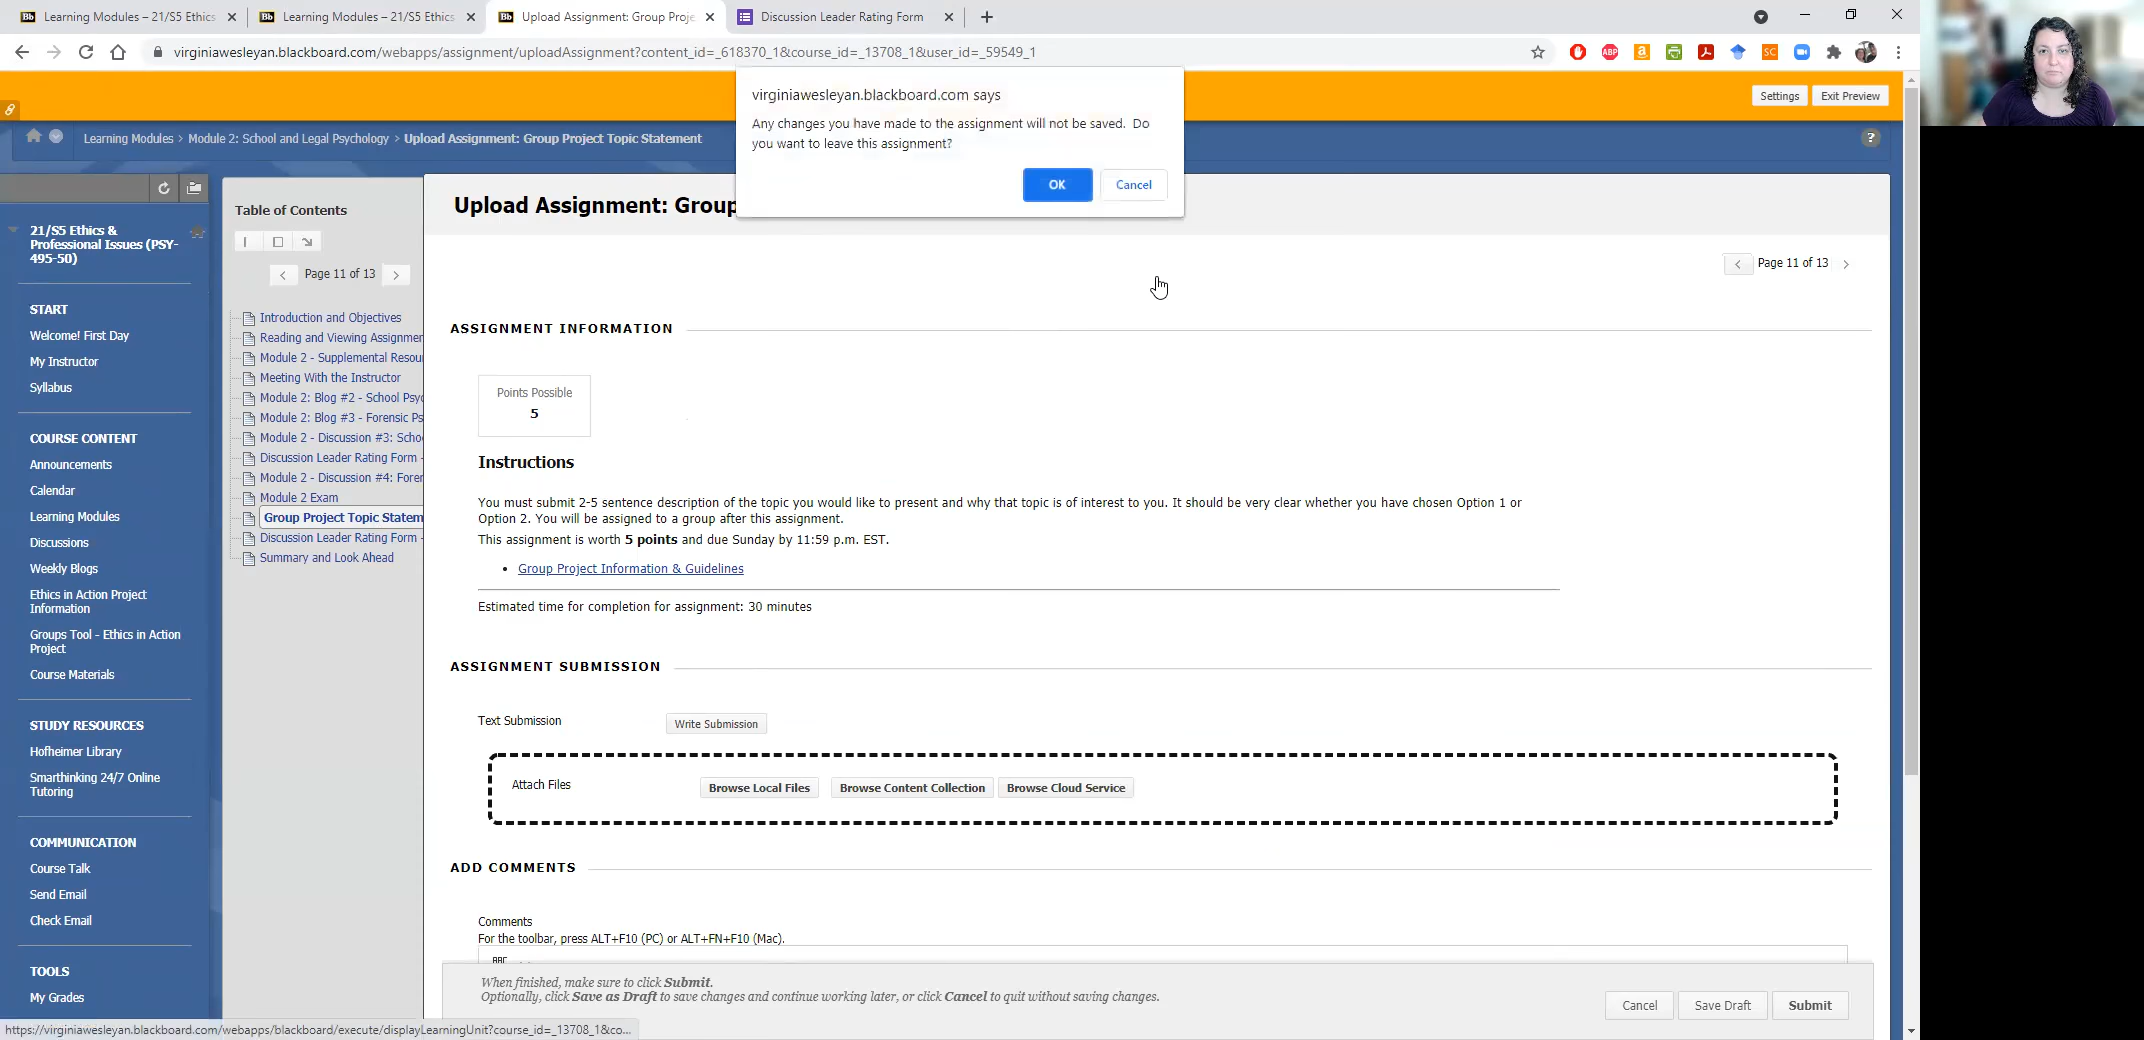 Learning Modules – 21/S5 Ethics
Learning Modules – 21/S5 Ethics
Upload Assignment: Group Proje
Discussion Leader Rating Form
virginiawesleyan.blackboard.com/webapps/assignment/uploadAssignment?content_id=_618370_1&course_id=_13708_1&user_id=_59549_1
virginiawesleyan.blackboard.com says
Any changes you have made to the assignment will not be saved. Do
you want to leave this assignment?
OK
Cancel
Settings
Exit Preview
Learning Modules > Module 2: School and Legal Psychology > Upload Assignment: Group Project Topic Statement
21/S5 Ethics &
Professional Issues (PSY-
495-50)
START
Welcome! First Day
My Instructor
Syllabus
COURSE CONTENT
Announcements
Calendar
Learning Modules
Discussions
Weekly Blogs
Ethics in Action Project
Information
Groups Tool - Ethics in Action
Project
Course Materials
STUDY RESOURCES
Hofheimer Library
Smarthinking 24/7 Online
Tutoring
COMMUNICATION
Course Talk
Send Email
Check Email
TOOLS
My Grades
Table of Contents
Page 11 of 13
Introduction and Objectives
Reading and Viewing Assignmen
Module 2 - Supplemental Resou
Meeting With the Instructor
Module 2: Blog #2 - School Psyc
Module 2: Blog #3 - Forensic Ps
Module 2 - Discussion #3: Scho
Discussion Leader Rating Form -
Module 2 - Discussion #4: Forer
Module 2 Exam
Group Project Topic Statem
Discussion Leader Rating Form -
Summary and Look Ahead
Upload Assignment: Group
Page 11 of 13
ASSIGNMENT INFORMATION
Points Possible
5
Instructions
You must submit 2-5 sentence description of the topic you would like to present and why that topic is of interest to you. It should be very clear whether you have chosen Option 1 or
Option 2. You will be assigned to a group after this assignment.
This assignment is worth 5 points and due Sunday by 11:59 p.m. EST.
• Group Project Information & Guidelines
Estimated time for completion for assignment: 30 minutes
ASSIGNMENT SUBMISSION
Text Submission
Write Submission
Attach Files
Browse Local Files
Browse Content Collection
Browse Cloud Service
ADD COMMENTS
Comments
For the toolbar, press ALT+F10 (PC) or ALT+FN+F10 (Mac).
When finished, make sure to click Submit.
Optionally, click Save as Draft to save changes and continue working later, or click Cancel to quit without saving changes.
Cancel
Save Draft
Submit
https://virginiawesleyan.blackboard.com/webapps/blackboard/execute/displayLearningUnit?course_id=_13708_1&co...